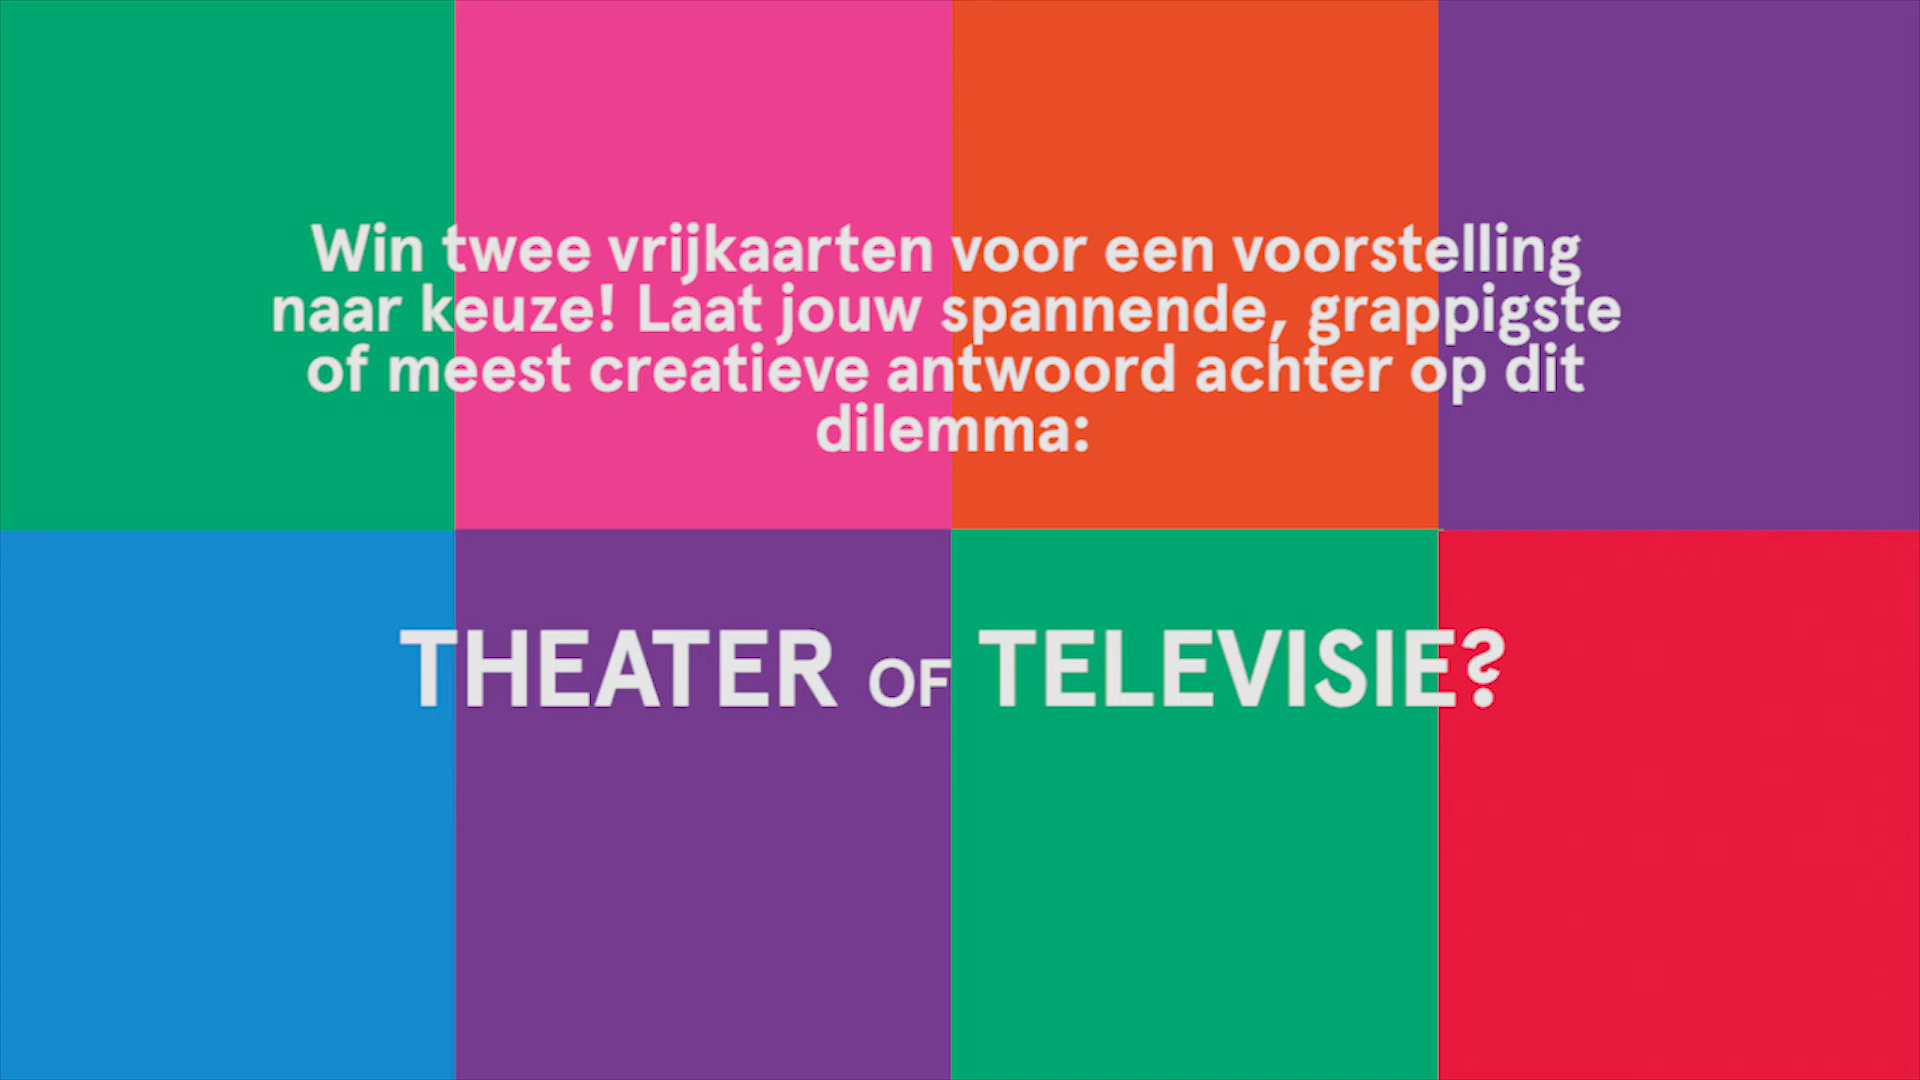 Win twee vrijkaarten voor een voorstelling
naar keuze! Laat jouw spannende, grappigste
of meest creatieve antwoord achter op dit
dilemma:
THEATER OF TELEVISIE?